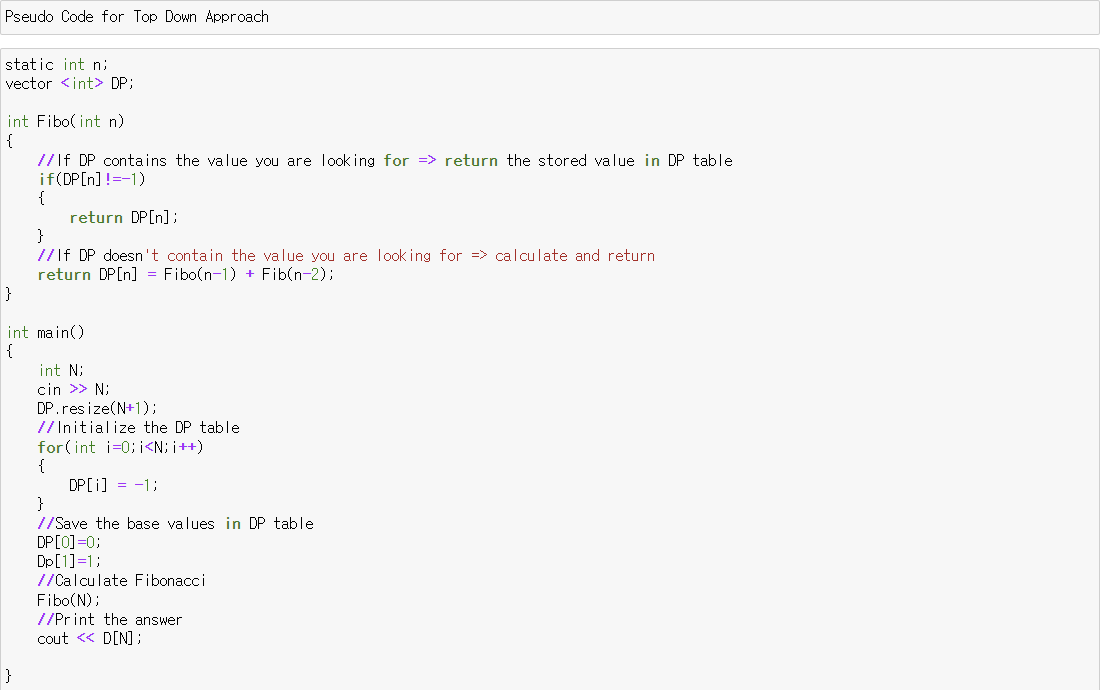 Pseudo Code for Top Down Approach
static int n;
vector <int> DP;
int Fibo(int n)
{
//If DP contains the value you are looking for => return the stored value in DP table
if(DP[n]!=-1)
{
return DP[n];
}
//If DP doesn't contain the value you are looking for => calculate and return
return DP[n] = Fibo(n-1) + Fib(n-2);
}
int main()
{
int N;
cin >> N;
DP.resize(N+1);
//Initialize the DP table
for(int i=0;i<N;i++)
{
DP[i] = -1;
}
//Save the base values in DP table
DP[0]=0;
Dp[1]=1;
//Calculate Fibonacci
Fibo(N);
//Print the answer
cout << D[N];
}